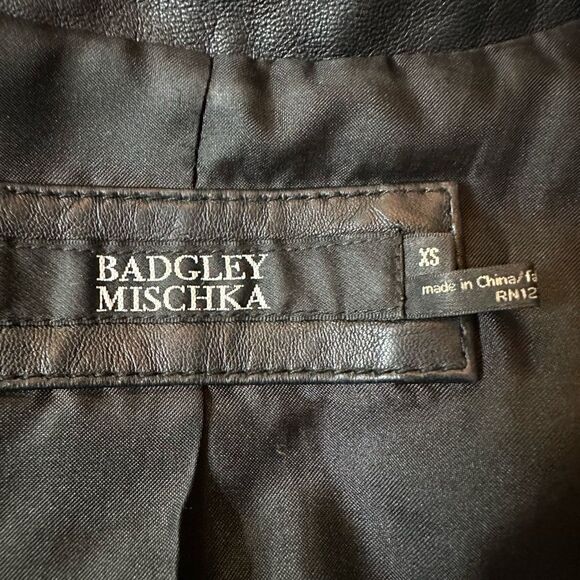 BADGLEY
MISCHKA
XS
made in China/fa
RN12